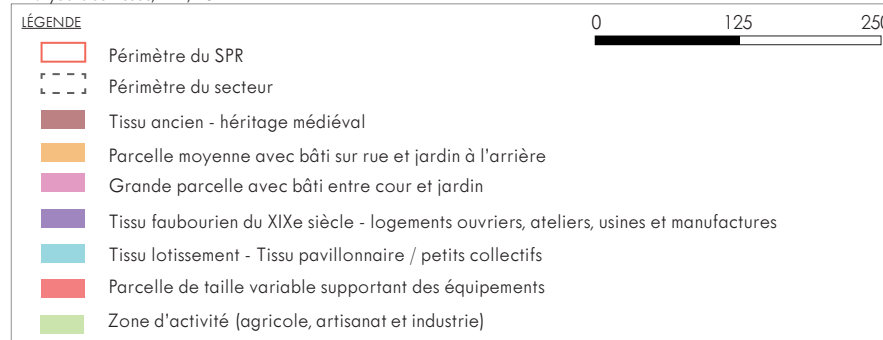 LÉGENDE
0 125 250
Périmètre du SPR
Périmètre du secteur
Tissu ancien - héritage médiéval
Parcelle moyenne avec bâti sur rue et jardin à l'arrière
Grande parcelle avec bâti entre cour et jardin
Tissu faubourien du XIXe siècle - logements ouvriers, ateliers, usines et manufactures
Tissu lotissement - Tissu pavillonnaire / petits collectifs
Parcelle de taille variable supportant des équipements
Zone d'activité (agricole, artisanat et industrie)